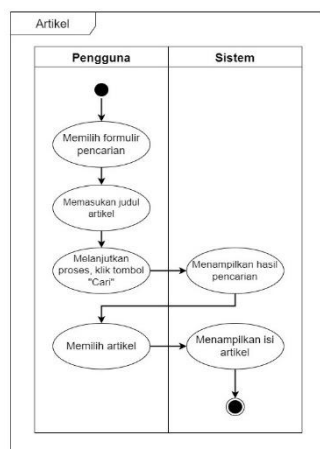 Artikel
Pengguna
Sistem
Memilih formulir
pencarian
Memasukan judul
artikel
Melanjutkan
proses, klik tombol
"Cari"
Menampilkan hasil
pencarian
Memilih artikel
Menampilkan isi
artikel